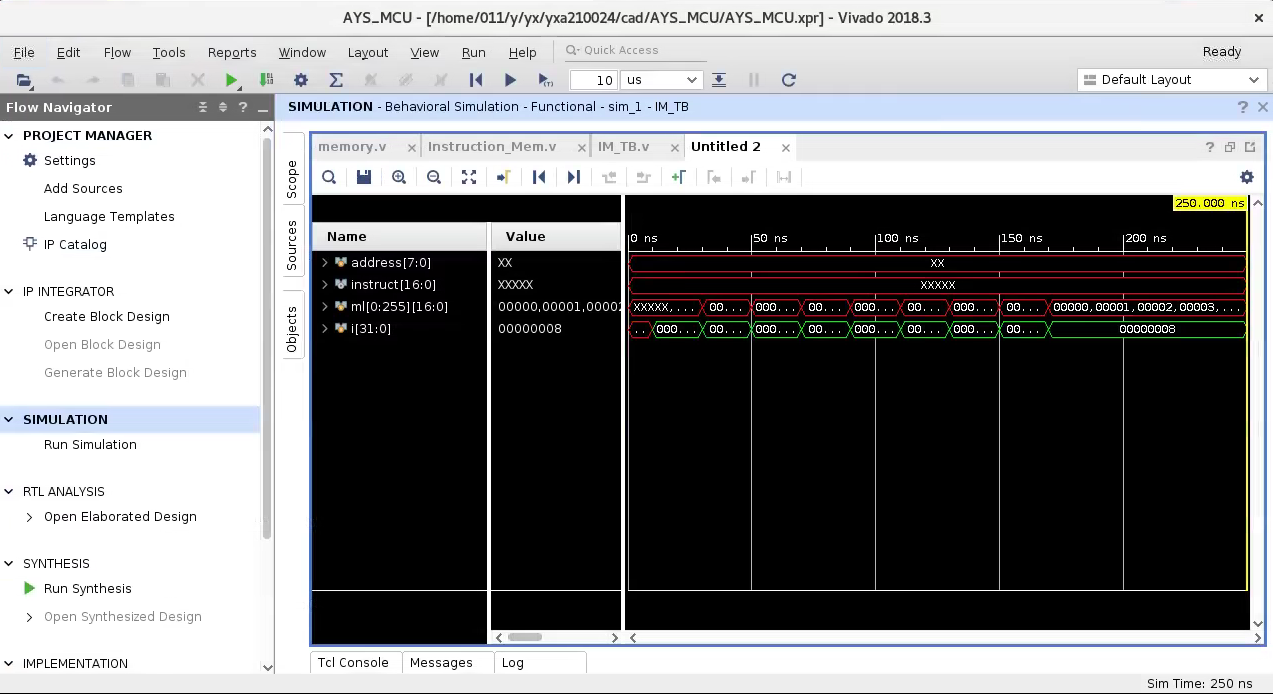 AYS_MCU - [/home/011/y/yx/yxa210024/cad/AYS_MCU/AYS_MCU.xpr] - Vivado 2018.3
File Edit Flow Tools Reports Window Layout View Run Help Quick Access Ready
10 us Default Layout
Flow Navigator
SIMULATION - Behavioral Simulation - Functional - sim_1 - IM_TB
PROJECT MANAGER
Settings
Add Sources
Language Templates
IP Catalog
IP INTEGRATOR
Create Block Design
Open Block Design
Generate Block Design
SIMULATION
Run Simulation
RTL ANALYSIS
Open Elaborated Design
SYNTHESIS
Run Synthesis
Open Synthesized Design
IMPLEMENTATION
Scope
Sources
Objects
memory.v Instruction_Mem.v IM_TB.v Untitled 2
250.000 ns
Name Value 0 ns 50 ns 100 ns 150 ns 200 ns
address[7:0] XX XX
instruct[16:0] XXXXX XXXXX
ml[0:255][16:0] 00000,00001,00002 XXXXX,... 00... 000... 00... 000... 00... 000... 00... 00000,00001,00002,00003,...
i[31:0] 00000008 .. 000... 00... 000... 00... 000... 00... 000... 00... 00000008
Tcl Console Messages Log
Sim Time: 250 ns